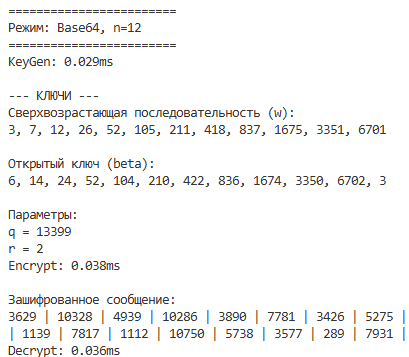 ========================
Режим: Base64, n=12
========================
KeyGen: 0.029ms
--- КЛЮЧИ ---
Сверхвозрастающая последовательность (w):
3, 7, 12, 26, 52, 105, 211, 418, 837, 1675, 3351, 6701
Открытый ключ (beta):
6, 14, 24, 52, 104, 210, 422, 836, 1674, 3350, 6702, 3
Параметры:
q = 13399
r = 2
Encrypt: 0.038ms
Зашифрованное сообщение:
3629 | 10328 | 4939 | 10286 | 3890 | 7781 | 3426 | 5275 |
| 1139 | 7817 | 1112 | 10750 | 5738 | 3577 | 289 | 7931 |
Decrypt: 0.036ms